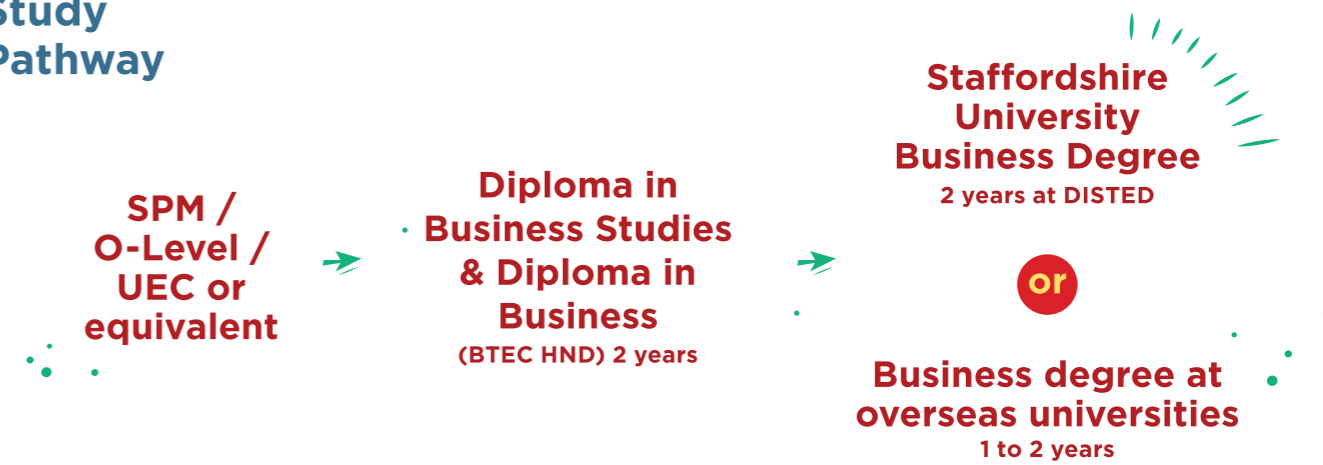 Study
Pathway
SPM /
O-Level /
UEC or
equivalent
Diploma in
Business Studies
& Diploma in
Business
(BTEC HND) 2 years
Staffordshire
University
Business Degree
2 years at DISTED
or
Business degree at
overseas universities
1 to 2 years